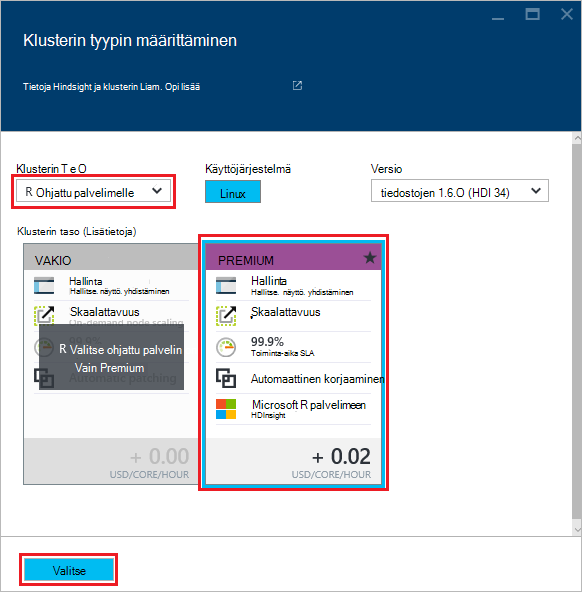 Klusterin tyypin määrittäminen
Tietoja Hindsight ja klusterin Liam. Opi lisää
Klusterin T e O
Käyttöjärjestelmä
Versio
R Ohjattu palvelimelle
Linux
tiedostojen 1.6.O (HDI 34)
Klusterin taso (Lisätietoja)
VAKIO
Hallinta
Hallitse. näyttö. yhdistäminen
Skaalattavuus
On-demand node scaling
R Valitse ohjattu palvelin
Vain Premium
Automatic patching
+ 0.00
USD/CORE/HOUR
PREMIUM
Hallinta
Hallitse. näyttö. yhdistäminen
Skaalattavuus
99.9%
Toiminta-aika SLA
Automaattinen korjaaminen
Microsoft R palvelimeen
HDInsight
+ 0.02
USD/CORE/HOUR
Valitse